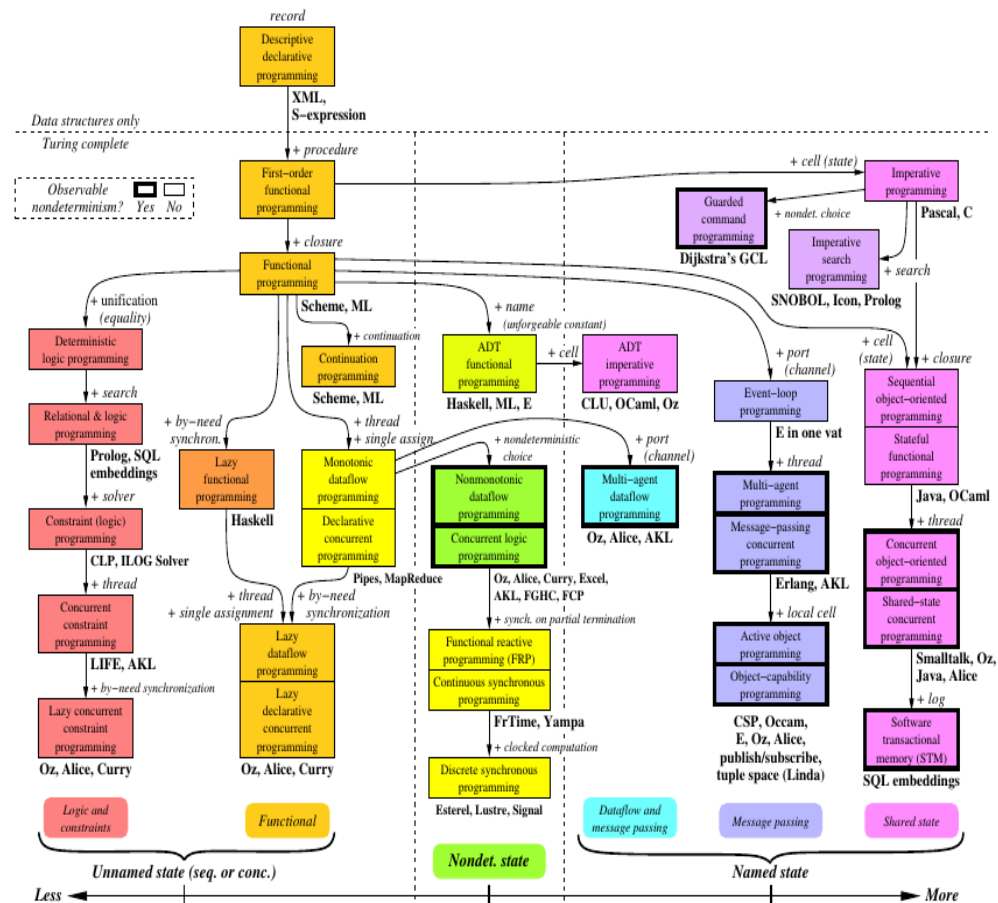 record
Descriptive
declarative
programming
XML,
S−expression
Data structures only
Turing complete
+ procedure
+ cell (state)
Observable
nondeterminism?
Yes
No
First−order
functional
programming
Imperative
programming
Pascal, C
Guarded
command
programming
+ nondet. choice
Dijkstra's GCL
Imperative
search
programming
+ search
SNOBOL, Icon, Prolog
+ closure
Functional
programming
Scheme, ML
+ unification
(equality)
+ continuation
+ name
(unforgeable constant)
+ port
(channel)
+ cell
(state)
+ closure
Deterministic
logic programming
Continuation
programming
Scheme, ML
ADT
functional
programming
Haskell, ML, E
+ cell
ADT
imperative
programming
CLU, OCaml, Oz
Event−loop
programming
E in one vat
Sequential
object−oriented
programming
Stateful
functional
programming
Java, OCaml
+ search
Relational & logic
programming
Prolog, SQL
embeddings
+ by−need
synchron.
+ thread
+ single assign.
+ nondeterministic
choice
+ port
(channel)
+ thread
+ solver
Lazy
functional
programming
Haskell
Monotonic
dataflow
programming
Declarative
concurrent
programming
Pipes, MapReduce
Nonmonotonic
dataflow
programming
Concurrent logic
programming
Oz, Alice, Curry, Excel,
AKL, FGHC, FCP
Multi−agent
dataflow
programming
Oz, Alice, AKL
Multi−agent
programming
Message−passing
concurrent
programming
Erlang, AKL
+ thread
Concurrent
object−oriented
programming
Shared−state
concurrent
programming
Smalltalk, Oz,
Java, Alice
Constraint (logic)
programming
CLP, ILOG Solver
+ thread
+ thread
+ single assignment
+ by−need
synchronization
+ synch. on partial termination
+ local cell
Concurrent
constraint
programming
LIFE, AKL
+ by−need synchronization
Lazy
dataflow
programming
Lazy
declarative
concurrent
programming
Oz, Alice, Curry
Functional reactive
programming (FRP)
Continuous synchronous
programming
FrTime, Yampa
+ clocked computation
Active object
programming
Object−capability
programming
CSP, Occam,
E, Oz, Alice,
publish/subscribe,
tuple space (Linda)
+ log
Lazy concurrent
constraint
programming
Oz, Alice, Curry
Discrete synchronous
programming
Esterel, Lustre, Signal
Software
transactional
memory (STM)
SQL embeddings
Logic and
constraints
Functional
Dataflow and
message passing
Message passing
Shared state
Unnamed state (seq. or conc.)
Nondet. state
Named state
Less
More